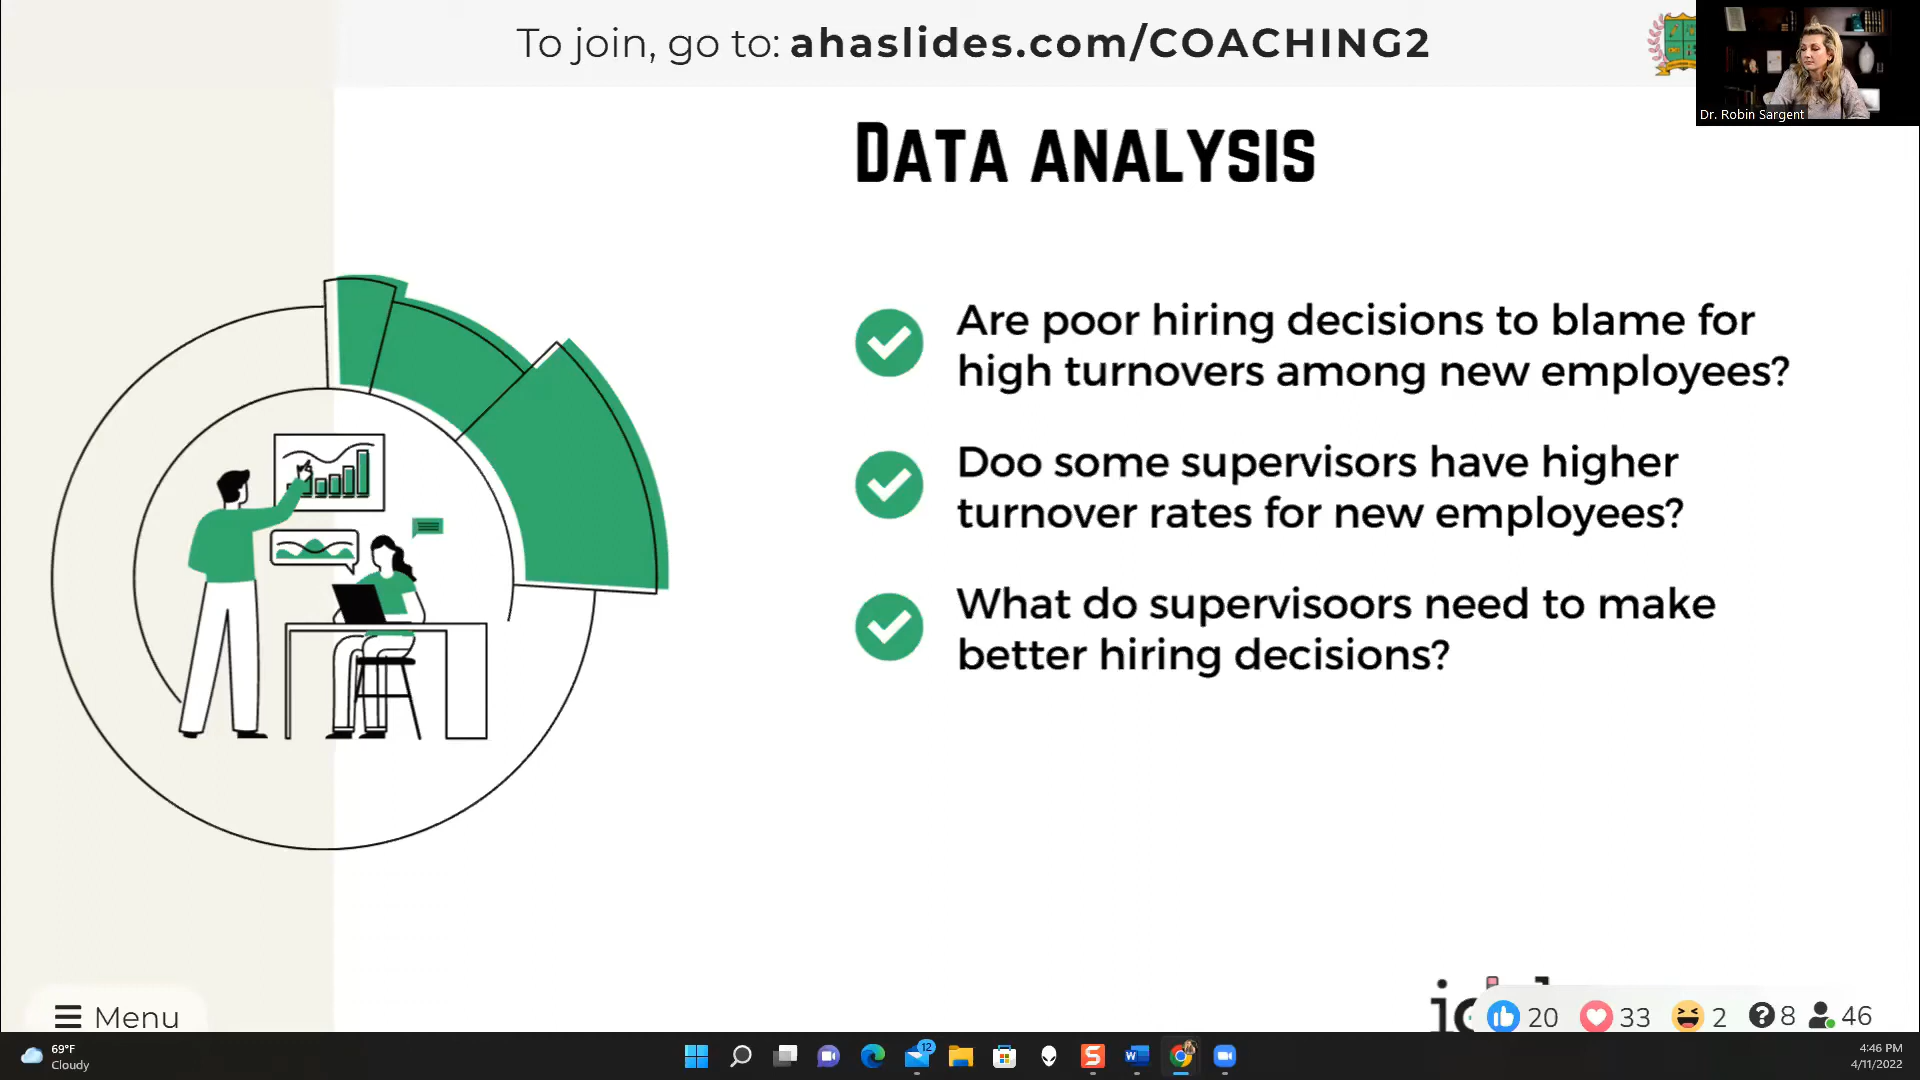 To join, go to: ahaslides.com/COACHING2
Dr. Robin Sargent
DATA ANALYSIS
Are poor hiring decisions to blame for
high turnovers among new employees?
Doo some supervisors have higher
turnover rates for new employees?
What do supervisoors need to make
better hiring decisions?
Menu
20 33 2 8 46
69°F
Cloudy
12
4:46 PM
4/11/2022